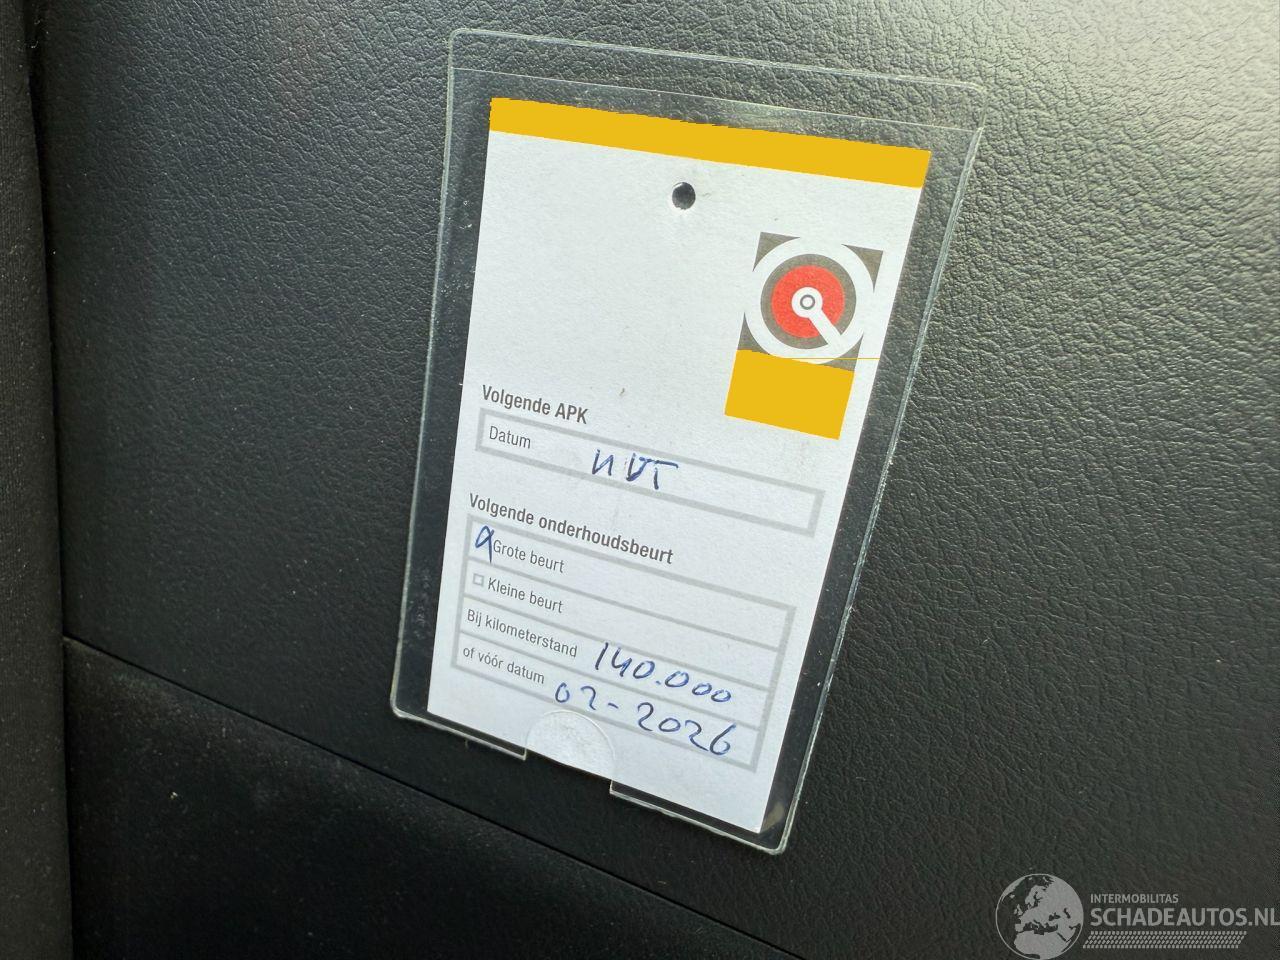 Volgende APK
Datum NVT
Volgende onderhoudsbeurt
Grote beurt
Kleine beurt
Bij kilometerstand 140.000
of vóór datum 02-2026
INTERMOBILITAS
SCHADEAUTOS.NL